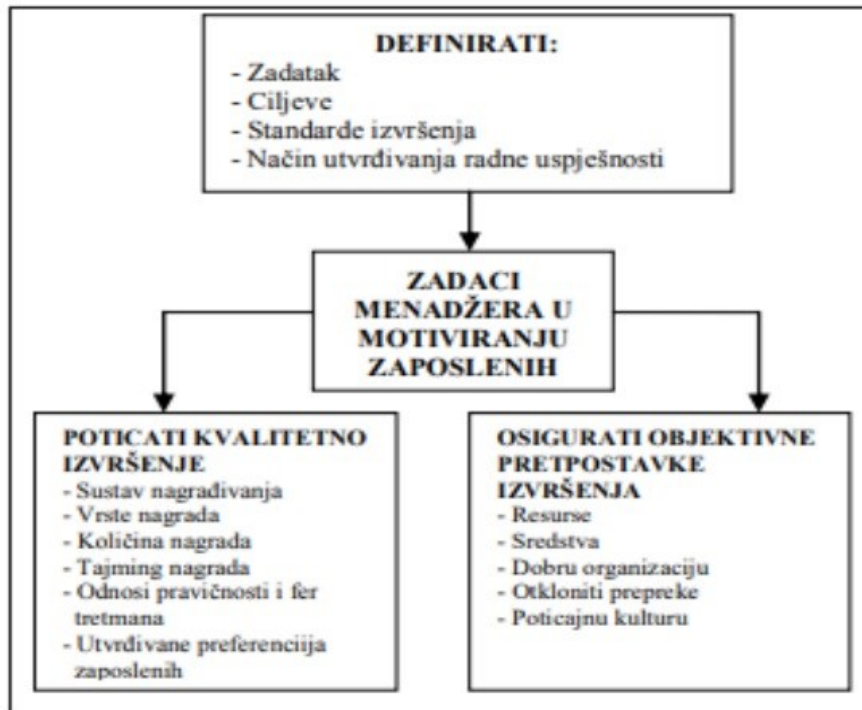 DEFINIRATI:
- Zadatak
- Ciljeve
- Standarde izvršenja
- Način utvrđivanja radne uspješnosti
ZADACI
MENADŽERA U
MOTIVIRANJU
ZAPOSLENIH
POTICATI KVALITETNO
IZVRŠENJE
- Sustav nagrađivanja
- Vrste nagrada
- Količina nagrada
- Tajming nagrada
- Odnosi pravičnosti i fer
tretmana
- Utvrđivane preferenciija
zaposlenih
OSIGURATI OBJEKTIVNE
PRETPOSTAVKE
IZVRŠENJA
- Resurse
- Sredstva
- Dobru organizaciju
- Otkloniti prepreke
- Poticajnu kulturu